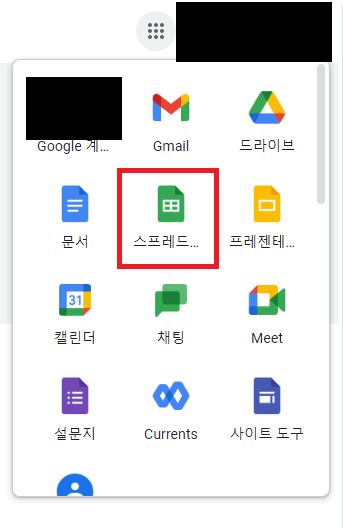 Google 계...
Gmail
드라이브
문서
스프레드...
프레젠테...
31
캘린더
채팅
Meet
설문지
Currents
사이트 도구